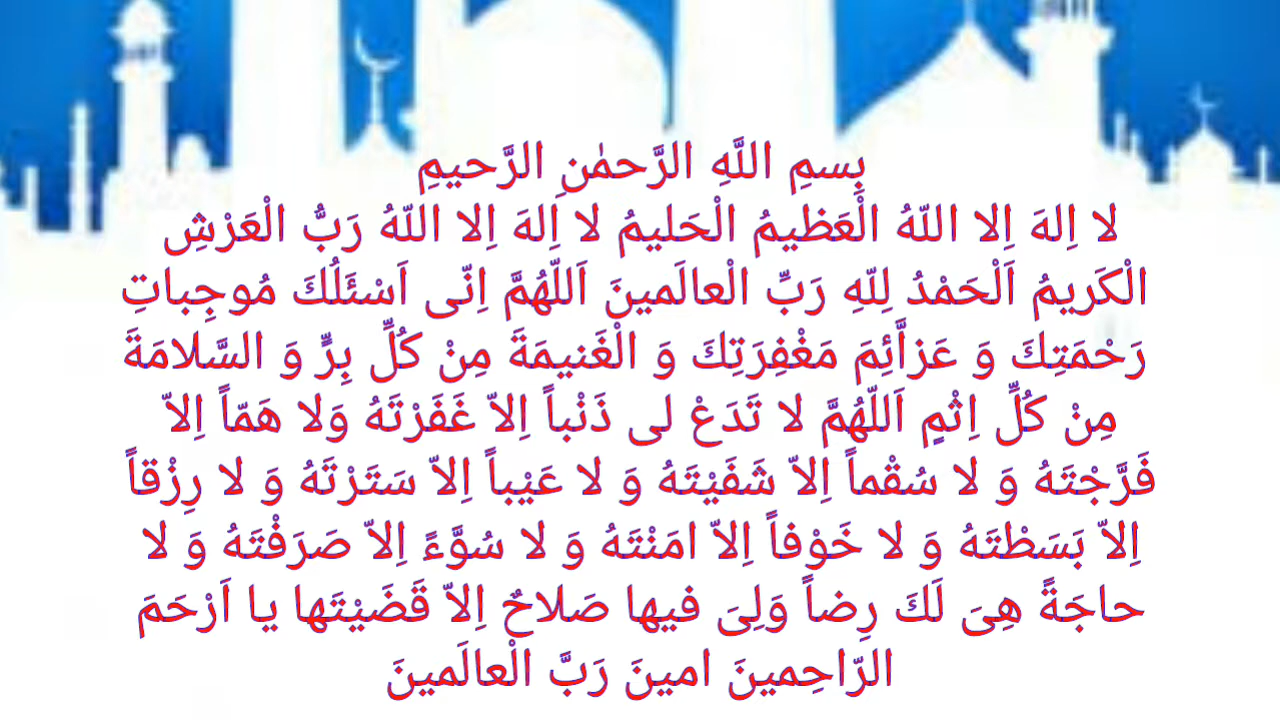 بِسمِ اللَّهِ الرَّحمٰنِ الرَّحيمِ
لا اِلهَ اِلا اللّهُ الْعَظيمُ الْحَليمُ لا اِلهَ اِلا اللّهُ رَبُّ الْعَرْشِ
الْكَريمُ اَلْحَمْدُ لِلّهِ رَبِّ الْعالَمينَ اَللّهُمَّ اِنّى اَسْئَلُكَ مُوجِباتِ
رَحْمَتِكَ وَ عَزاَّئِمَ مَغْفِرَتِكَ وَ الْغَنيمَةَ مِنْ كُلِّ بِرٍّ وَ السَّلامَةَ
مِنْ كُلِّ اِثْمٍ اَللّهُمَّ لا تَدَعْ لى ذَنْباً اِلاّ غَفَرْتَهُ وَلا هَمّاً اِلاّ
فَرَّجْتَهُ وَ لا سُقْماً اِلاّ شَفَيْتَهُ وَ لا عَيْباً اِلاّ سَتَرْتَهُ وَ لا رِزْقاً
اِلاّ بَسَطْتَهُ وَ لا خَوْفاً اِلاّ امَنْتَهُ وَ لا سُوَّءً اِلاّ صَرَفْتَهُ وَ لا
حاجَةً هِىَ لَكَ رِضاً وَلِىَ فيها صَلاحٌ اِلاّ قَضَيْتَها يا اَرْحَمَ
الرّاحِمينَ امينَ رَبَّ الْعالَمينَ